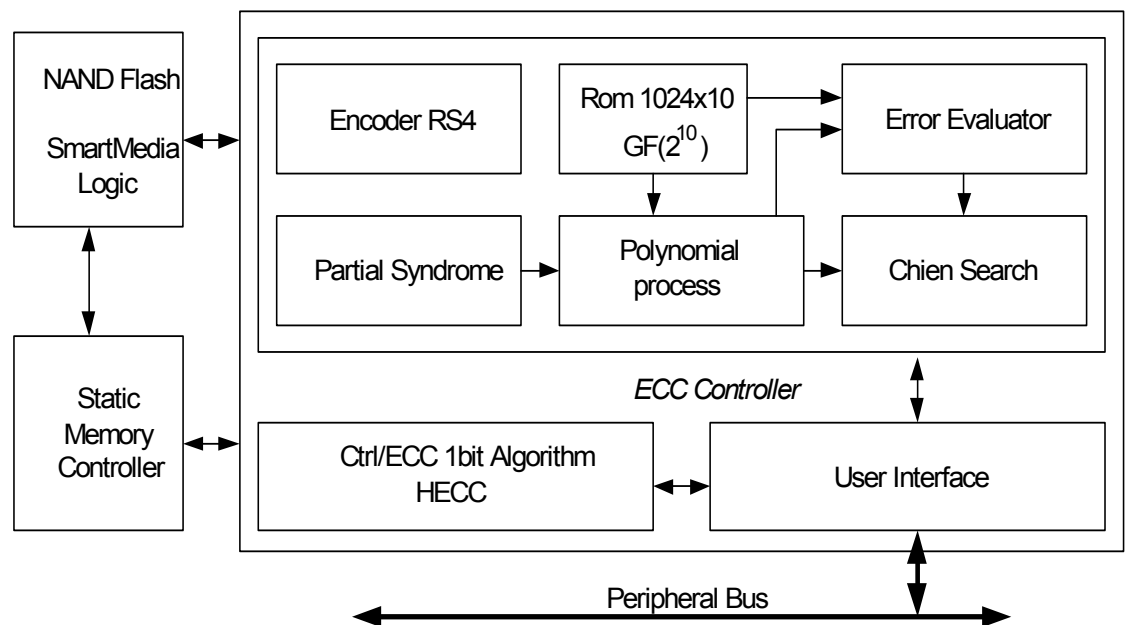 NAND Flash
SmartMedia
Logic
Static
Memory
Controller
Encoder RS4
Rom 1024x10
GF(2^10)
Error Evaluator
Partial Syndrome
Polynomial
process
Chien Search
ECC Controller
Ctrl/ECC 1bit Algorithm
HECC
User Interface
Peripheral Bus